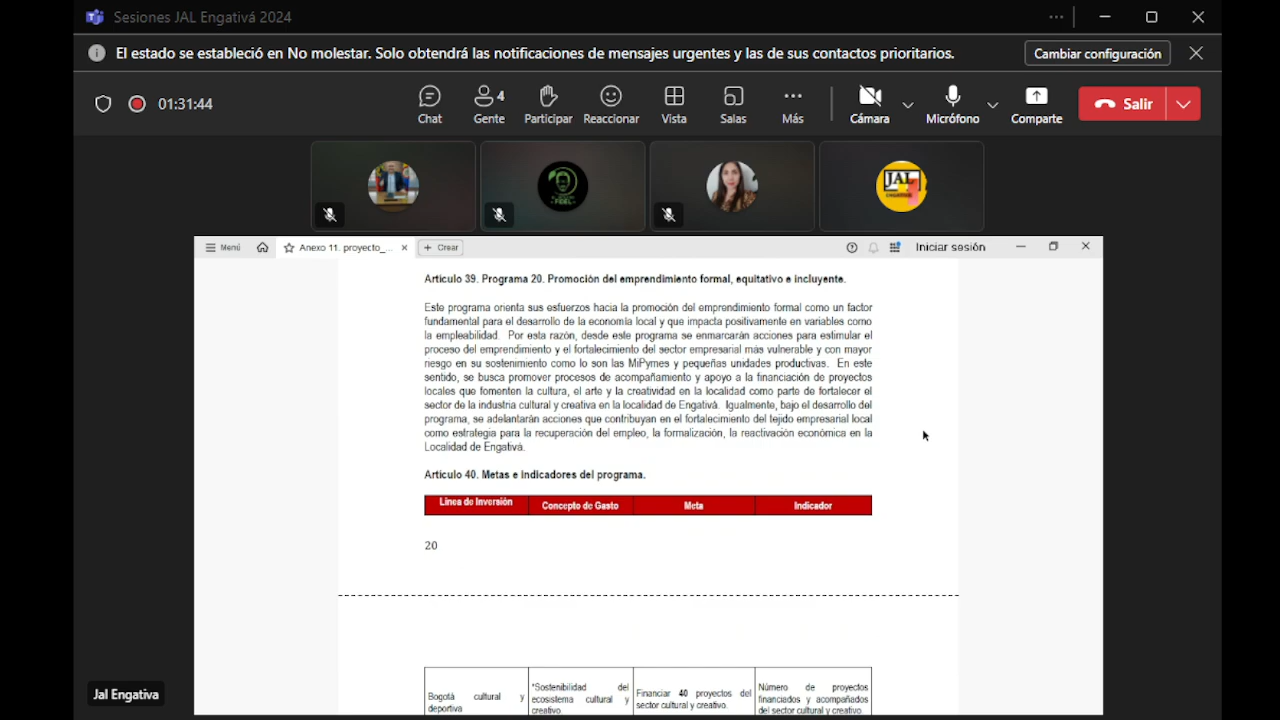 Sesiones JAL Engativá 2024
El estado se estableció en No molestar. Solo obtendrá las notificaciones de mensajes urgentes y las de sus contactos prioritarios.
Cambiar configuración
01:31:44
Chat
Gente
4
Participar
Reaccionar
Vista
Salas
Más
Cámara
Micrófono
Comparte
Salir
FIDEL
JAL
Menú
Anexo 11. proyecto_...
Crear
Iniciar sesión
Artículo 39. Programa 20. Promoción del emprendimiento formal, equitativo e incluyente.
Este programa orienta sus esfuerzos hacia la promoción del emprendimiento formal como un factor
fundamental para el desarrollo de la economía local y que impacta positivamente en variables como
la empleabilidad. Por esta razón, desde este programa se enmarcarán acciones para estimular el
proceso del emprendimiento y el fortalecimiento del sector empresarial más vulnerable y con mayor
riesgo en su sostenimiento como lo son las MiPymes y pequeñas unidades productivas. En este
sentido, se busca promover procesos de acompañamiento y apoyo a la financiación de proyectos
locales que fomenten la cultura, el arte y la creatividad en la localidad como parte de fortalecer el
sector de la industria cultural y creativa en la localidad de Engativá. Igualmente, bajo el desarrollo del
programa, se adelantarán acciones que contribuyan en el fortalecimiento del tejido empresarial local
como estrategia para la recuperación del empleo, la formalización, la reactivación económica en la
Localidad de Engativá.
Artículo 40. Metas e indicadores del programa.
Línea de Inversión
Concepto de Gasto
Meta
Indicador
20
Bogotá cultural y
deportiva
*Sostenibilidad del
ecosistema cultural y
creativo.
Financiar 40 proyectos del
sector cultural y creativo.
Número de proyectos
financiados y acompañados
del sector cultural y creativo.
Jal Engativa